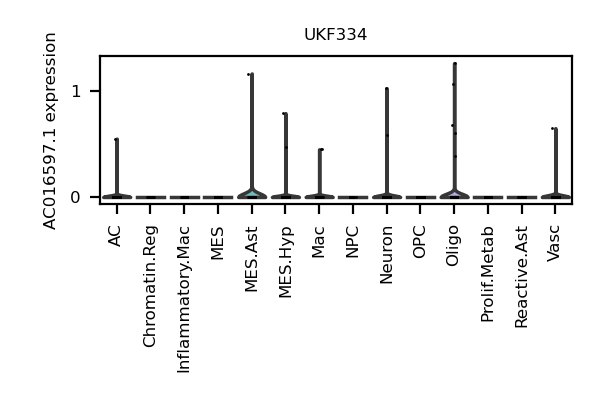 UKF334
AC016597.1 expression
1
0
AC
Chromatin.Reg
Inflammatory.Mac
MES
MES.Ast
MES.Hyp
Mac
NPC
Neuron
OPC
Oligo
Prolif.Metab
Reactive.Ast
Vasc